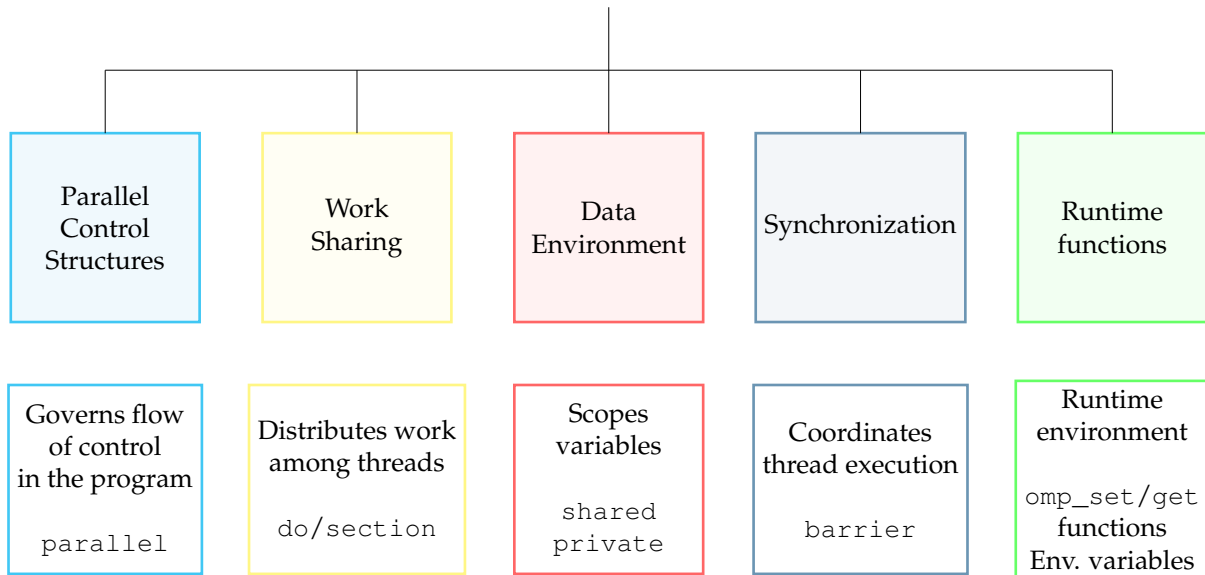 Parallel
Control
Structures
Work
Sharing
Data
Environment
Synchronization
Runtime
functions
Governs flow
of control
in the program
parallel
Distributes work
among threads
do/section
Scopes
variables
shared
private
Coordinates
thread execution
barrier
Runtime
environment
omp_set/get
functions
Env. variables